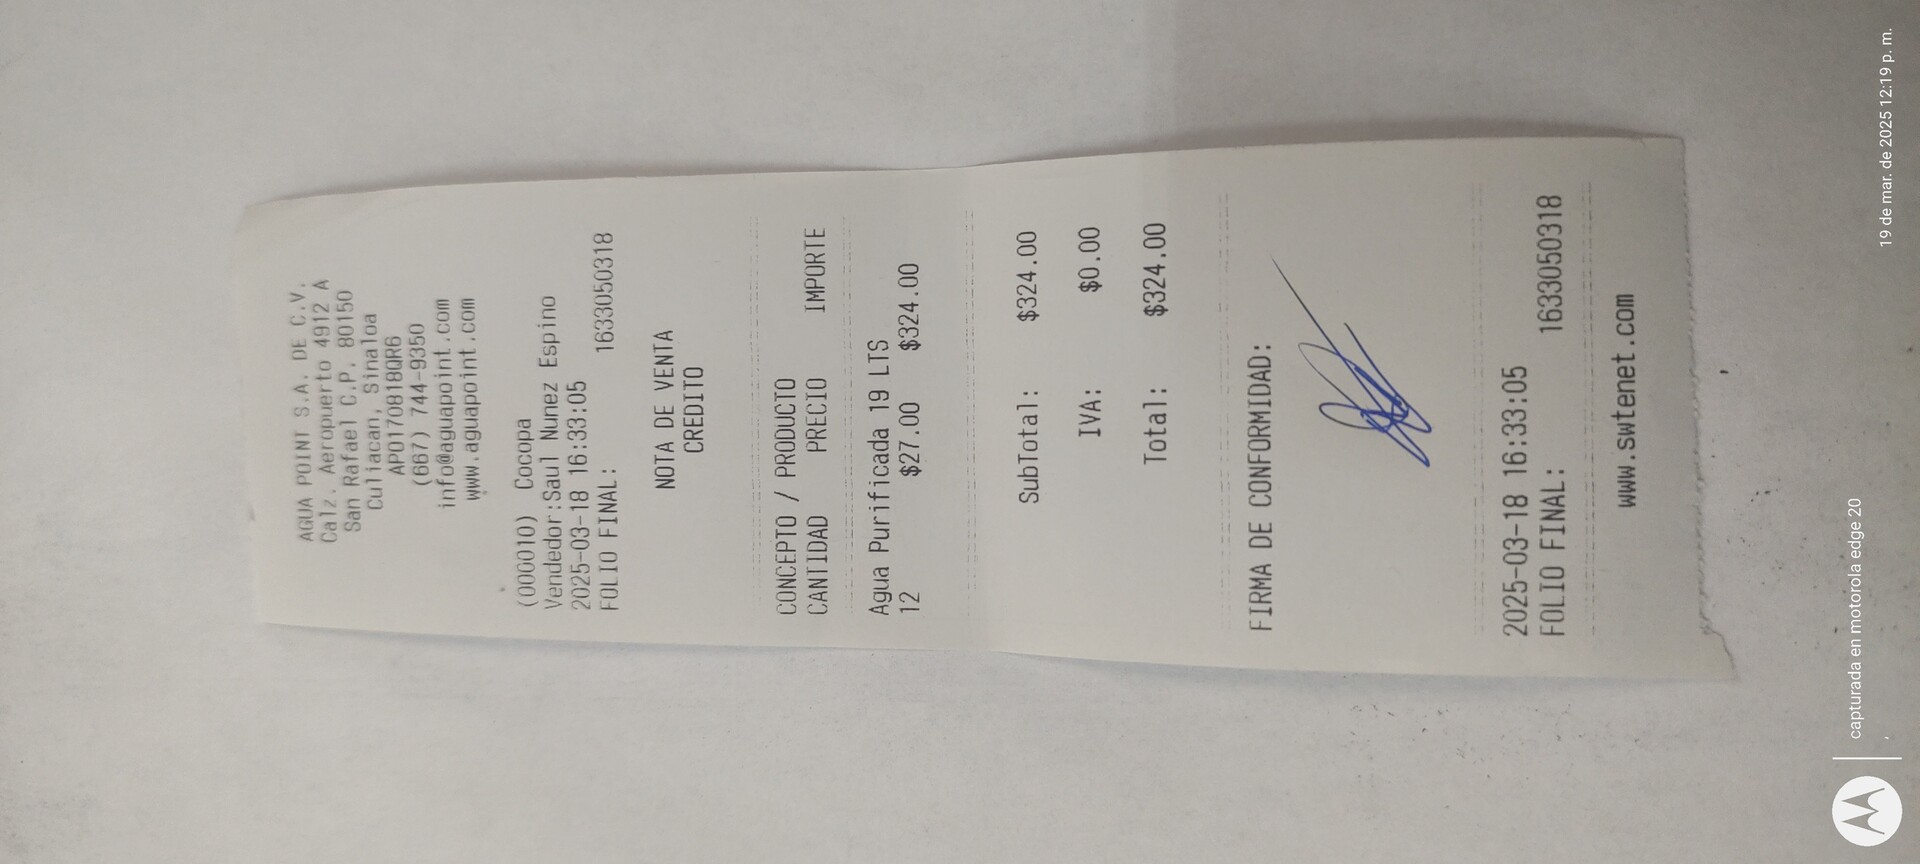 AGUA POINT S.A. DE C.V.
Calz. Aeropuerto 4912 A
San Rafael C.P. 80150
Culiacan, Sinaloa
APO170818QR6
(667) 744-9350
info@aguapoint.com
www.aguapoint.com
(000010) Cocopa
Vendedor:Saul Nunez Espino
2025-03-18 16:33:05
FOLIO FINAL: 1633050318
NOTA DE VENTA
CREDITO
CONCEPTO / PRODUCTO
CANTIDAD PRECIO IMPORTE
Agua Purificada 19 LTS
12 $27.00 $324.00
SubTotal: $324.00
IVA: $0.00
Total: $324.00
FIRMA DE CONFORMIDAD:
2025-03-18 16:33:05
FOLIO FINAL: 1633050318
www.swtenet.com
capturada en motorola edge 20
19 de mar. de 2025 12:19 p. m.